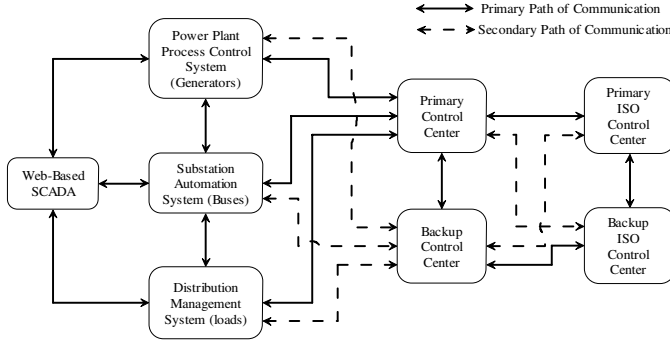 Primary Path of Communication
Secondary Path of Communication
Power Plant
Process Control
System
(Generators)
Primary
Control
Center
Primary
ISO
Control
Center
Web-Based
SCADA
Substation
Automation
System (Buses)
Backup
Control
Center
Backup
ISO
Control
Center
Distribution
Management
System (loads)